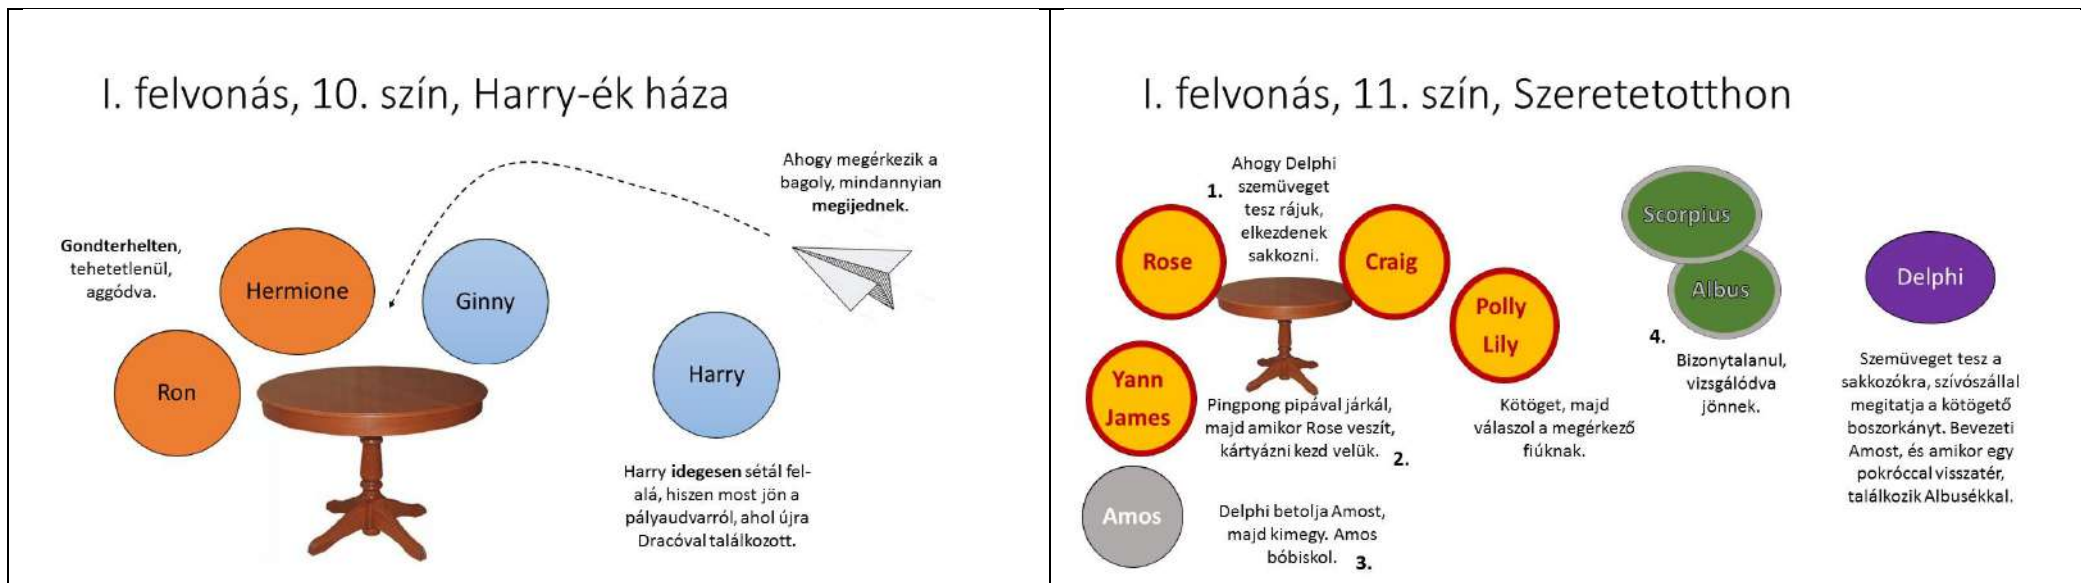 I. felvonás, 10. szín, Harry-ék háza
Ahogy megérkezik a
bagoly, mindannyian
megijednek.
Gondterhelten,
tehetetlenül,
aggódva.
Hermione
Ginny
Ron
Harry
Harry idegesen sétál fel-
alá, hiszen most jön a
pályaudvarról, ahol újra
Dracóval találkozott.
I. felvonás, 11. szín, Szeretetotthon
1.
Ahogy Delphi
szemüveget
tesz rájuk,
elkezdenek
sakkozni.
Rose
Craig
Polly
Lily
Scorpius
Albus
Delphi
Yann
James
Pingpong pipával járkál,
majd amikor Rose veszít,
kártyázni kezd velük.
2.
Kötöget, majd
válaszol a megérkező
fiúknak.
4.
Bizonytalanul,
vizsgálódva
jönnek.
Szemüveget tesz a
sakkozókra, szívószállal
megitatja a kötögető
boszorkányt. Bevezeti
Amost, és amikor egy
pokróccal visszatér,
találkozik Albusékkal.
Amos
Delphi betolja Amost,
majd kimegy. Amos
bóbiskol.
3.